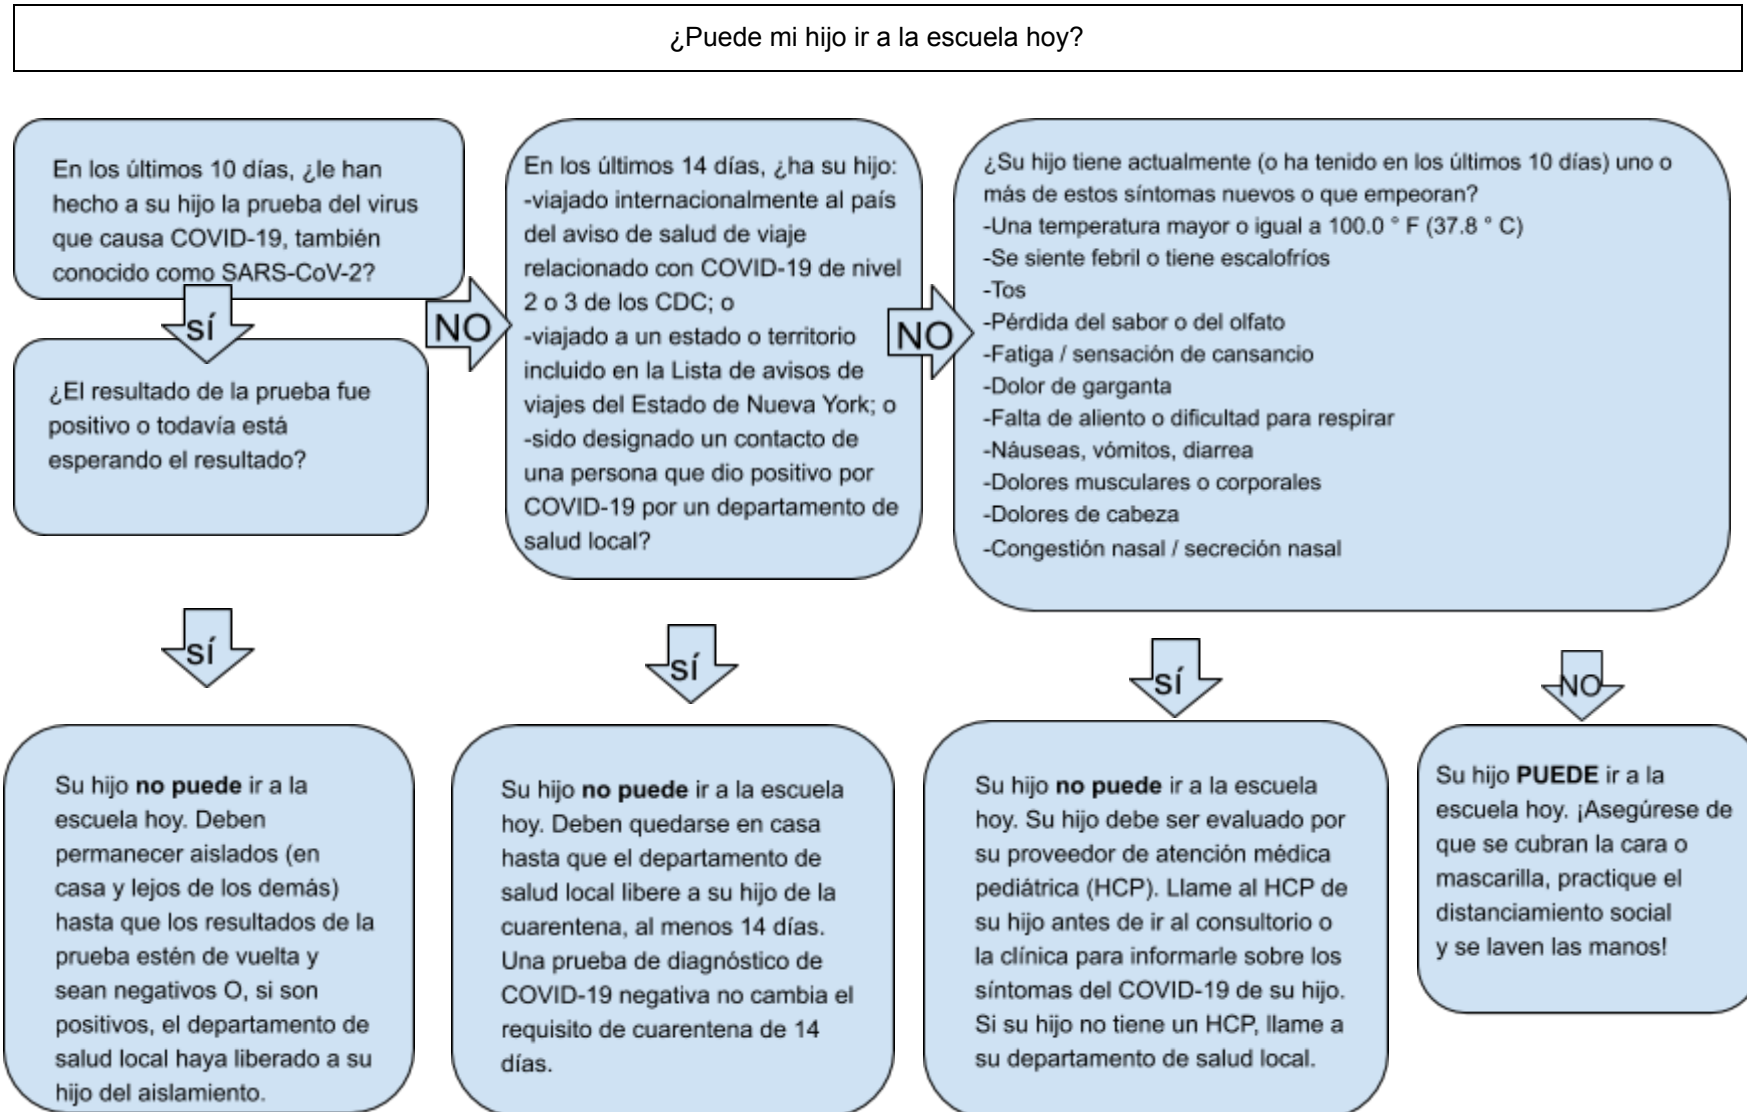 ¿Puede mi hijo ir a la escuela hoy?
En los últimos 10 días, ¿le han
hecho a su hijo la prueba del virus
que causa COVID-19, también
conocido como SARS-CoV-2?
SÍ
NO
¿El resultado de la prueba fue
positivo o todavía está
esperando el resultado?
En los últimos 14 días, ¿ha su hijo:
-viajado internacionalmente al país
del aviso de salud de viaje
relacionado con COVID-19 de nivel
2 o 3 de los CDC; o
-viajado a un estado o territorio
incluido en la Lista de avisos de
viajes del Estado de Nueva York; o
-sido designado un contacto de
una persona que dio positivo por
COVID-19 por un departamento de
salud local?
NO
¿Su hijo tiene actualmente (o ha tenido en los últimos 10 días) uno o
más de estos síntomas nuevos o que empeoran?
-Una temperatura mayor o igual a 100.0 ° F (37.8 ° C)
-Se siente febril o tiene escalofríos
-Tos
-Pérdida del sabor o del olfato
-Fatiga / sensación de cansancio
-Dolor de garganta
-Falta de aliento o dificultad para respirar
-Náuseas, vómitos, diarrea
-Dolores musculares o corporales
-Dolores de cabeza
-Congestión nasal / secreción nasal
SÍ
SÍ
SÍ
NO
Su hijo no puede ir a la
escuela hoy. Deben
permanecer aislados (en
casa y lejos de los demás)
hasta que los resultados de la
prueba estén de vuelta y
sean negativos O, si son
positivos, el departamento de
salud local haya liberado a su
hijo del aislamiento.
Su hijo no puede ir a la escuela
hoy. Deben quedarse en casa
hasta que el departamento de
salud local libere a su hijo de la
cuarentena, al menos 14 días.
Una prueba de diagnóstico de
COVID-19 negativa no cambia el
requisito de cuarentena de 14
días.
Su hijo no puede ir a la escuela
hoy. Su hijo debe ser evaluado por
su proveedor de atención médica
pediátrica (HCP). Llame al HCP de
su hijo antes de ir al consultorio o
la clínica para informarle sobre los
síntomas del COVID-19 de su hijo.
Si su hijo no tiene un HCP, llame a
su departamento de salud local.
Su hijo PUEDE ir a la
escuela hoy. ¡Asegúrese de
que se cubran la cara o
mascarilla, practique el
distanciamiento social
y se laven las manos!